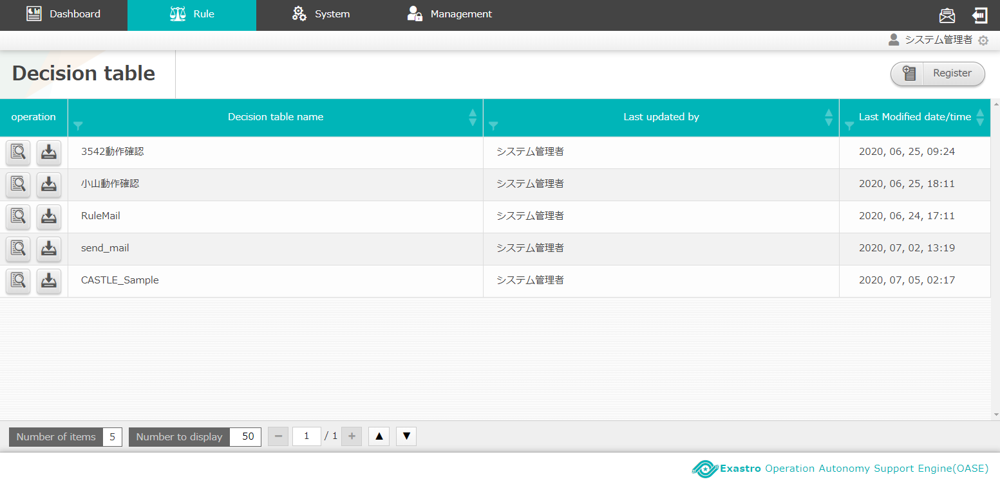 Dashboard Rule System Management
システム管理者
Decision table
Register
operation Decision table name Last updated by Last Modified date/time
3542動作確認 システム管理者 2020, 06, 25, 09:24
小山動作確認 システム管理者 2020, 06, 25, 18:11
RuleMail システム管理者 2020, 06, 24, 17:11
send_mail システム管理者 2020, 07, 02, 13:19
CASTLE_Sample システム管理者 2020, 07, 05, 02:17
Number of items 5 Number to display 50 − 1 / 1 + ▲ ▼
Exastro Operation Autonomy Support Engine(OASE)